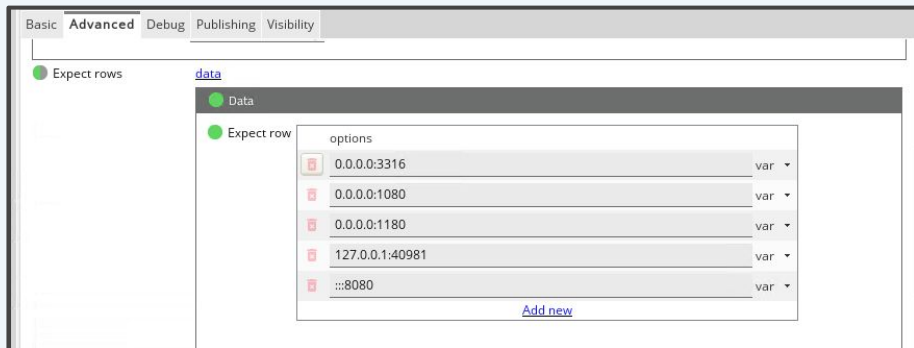 Basic Advanced Debug Publishing Visibility
Expect rows data
Data
Expect row
options
0.0.0.0:3316 var
0.0.0.0:1080 var
0.0.0.0:1180 var
127.0.0.1:40981 var
:::8080 var
Add new